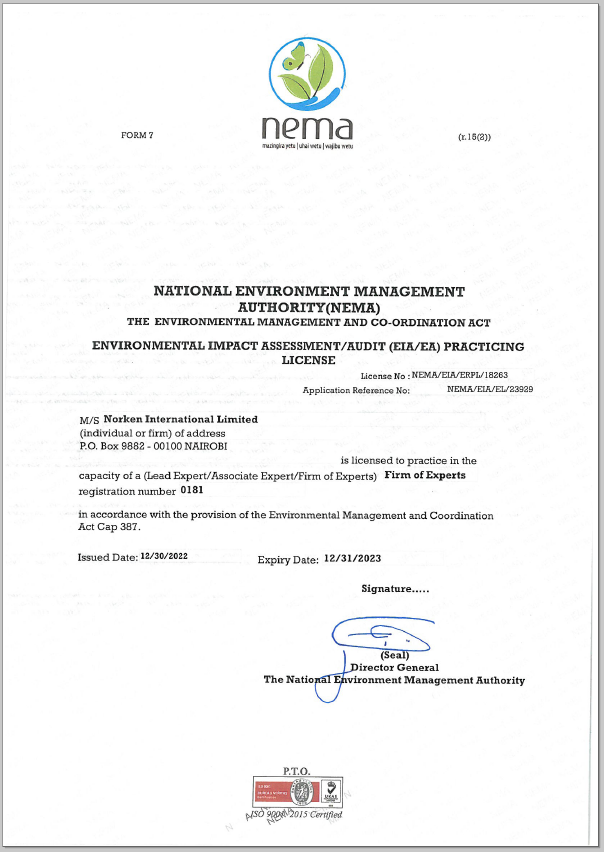 nema
mazingira yetu | uhai wetu | wajibu wetu
FORM 7
(r.15(2))
NATIONAL ENVIRONMENT MANAGEMENT
AUTHORITY(NEMA)
THE ENVIRONMENTAL MANAGEMENT AND CO-ORDINATION ACT
ENVIRONMENTAL IMPACT ASSESSMENT/AUDIT (EIA/EA) PRACTICING
LICENSE
License No : NEMA/EIA/ERPL/18263
Application Reference No: NEMA/EIA/EL/23929
M/S Norken International Limited
(individual or firm) of address
P.O. Box 9882 - 00100 NAIROBI
is licensed to practice in the
capacity of a (Lead Expert/Associate Expert/Firm of Experts) Firm of Experts
registration number 0181
in accordance with the provision of the Environmental Management and Coordination
Act Cap 387.
Issued Date: 12/30/2022 Expiry Date: 12/31/2023
Signature.....
(Seal)
Director General
The National Environment Management Authority
P.T.O.
ISO 9001: 2015 Certified
NEMA